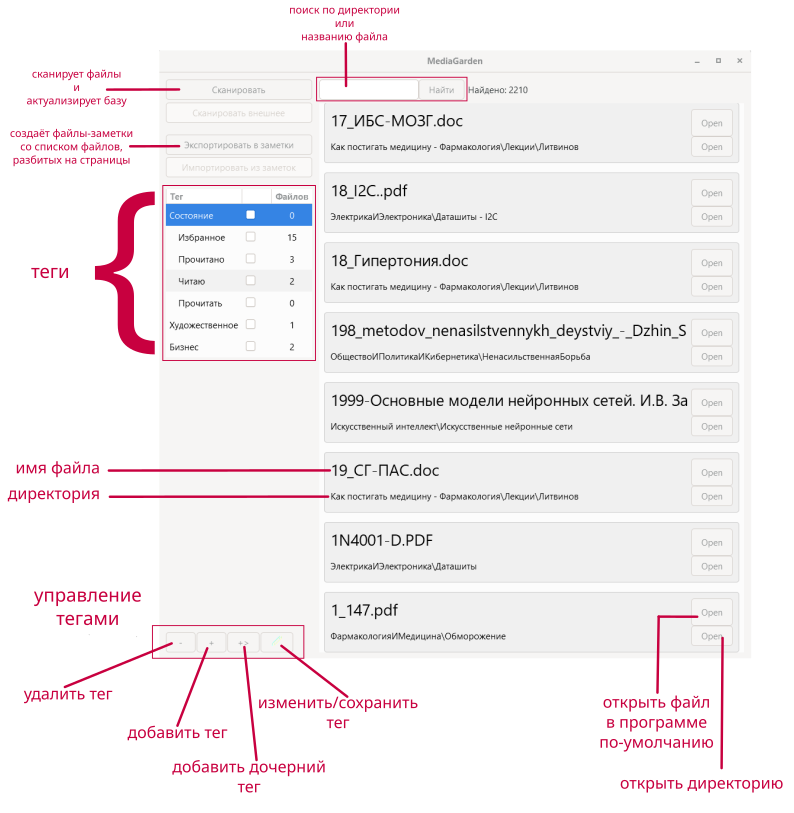 поиск по директории
или
названию файла
MediaGarden
сканирует файлы
и
актуализирует базу
Сканировать
Найти
Найдено: 2210
Сканировать внешнее
создаёт файлы-заметки
со списком файлов,
разбитых на страницы
Экспортировать в заметки
Импортировать из заметок
17_ИБС-МОЗГ.doc
Open
Как постигать медицину - Фармакология\Лекции\Литвинов
Open
теги
Тег
Файлов
Состояние 0
Избранное 15
Прочитано 3
Читаю 2
Прочитать 0
Художественное 1
Бизнес 2
18_I2C..pdf
Open
ЭлектрикаИЭлектроника\Даташиты - I2C
Open
18_Гипертония.doc
Open
Как постигать медицину - Фармакология\Лекции\Литвинов
Open
198_metodov_nenasilstvennykh_deystviy_-_Dzhin_S
Open
ОбществоИПолитикаИКибернетика\НенасильственнаяБорьба
Open
1999-Основные модели нейронных сетей. И.В. За
Open
Искусственный интеллект\Искусственные нейронные сети
Open
имя файла
19_СГ-ПАС.doc
Open
директория
Как постигать медицину - Фармакология\Лекции\Литвинов
Open
1N4001-D.PDF
Open
ЭлектрикаИЭлектроника\Даташиты
Open
1_147.pdf
Open
ФармакологияИМедицина\Обморожение
Open
управление
тегами
- + +>
удалить тег
добавить тег
добавить дочерний
тег
изменить/сохранить
тег
открыть файл
в программе
по-умолчанию
открыть директорию